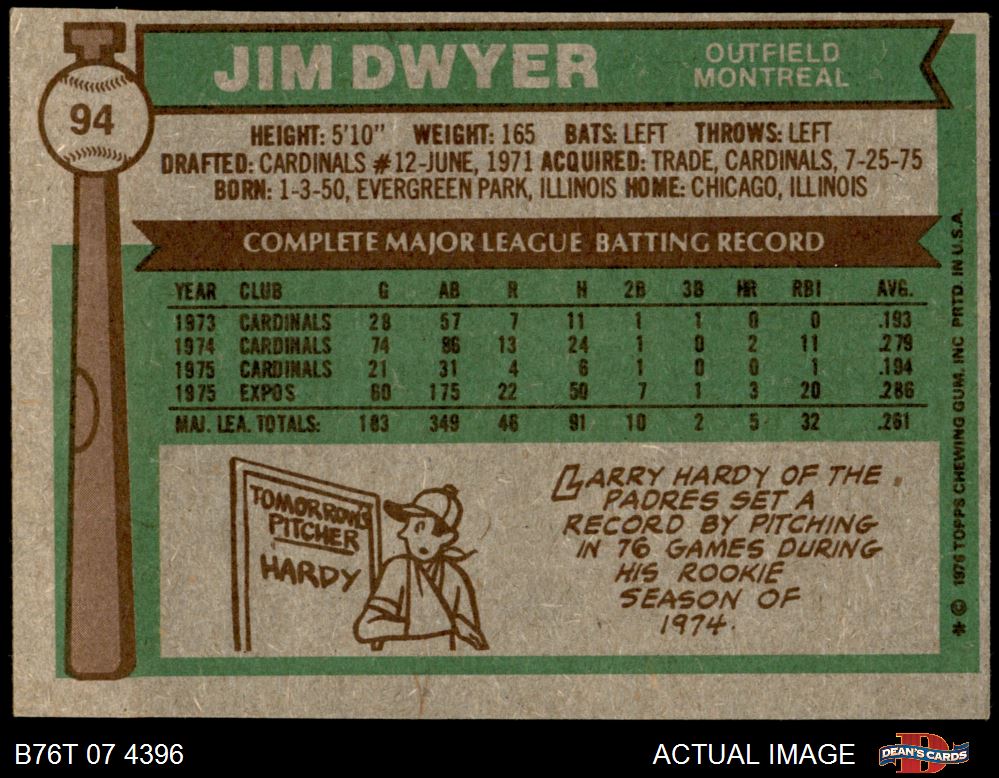 94
JIM DWYER
OUTFIELD
MONTREAL
HEIGHT: 5'10" WEIGHT: 165 BATS: LEFT THROWS: LEFT
DRAFTED: CARDINALS #12-JUNE, 1971 ACQUIRED: TRADE, CARDINALS, 7-25-75
BORN: 1-3-50, EVERGREEN PARK, ILLINOIS HOME: CHICAGO, ILLINOIS
COMPLETE MAJOR LEAGUE BATTING RECORD
YEAR CLUB G AB R H 2B 3B HR RBI AVG.
1973 CARDINALS 28 57 7 11 1 1 0 0 .193
1974 CARDINALS 74 86 13 24 1 0 2 11 .279
1975 CARDINALS 21 31 4 6 1 0 0 1 .194
1975 EXPOS 60 175 22 50 7 1 3 20 .286
MAJ. LEA. TOTALS: 183 349 46 91 10 2 5 32 .261
TOMORROW'S
PITCHER
HARDY
LARRY HARDY OF THE
PADRES SET A
RECORD BY PITCHING
IN 76 GAMES DURING
HIS ROOKIE
SEASON OF
1974.
* © 1976 TOPPS CHEWING GUM, INC PRTD. IN U.S.A.
B76T 07 4396
ACTUAL IMAGE
DEAN'S CARDS